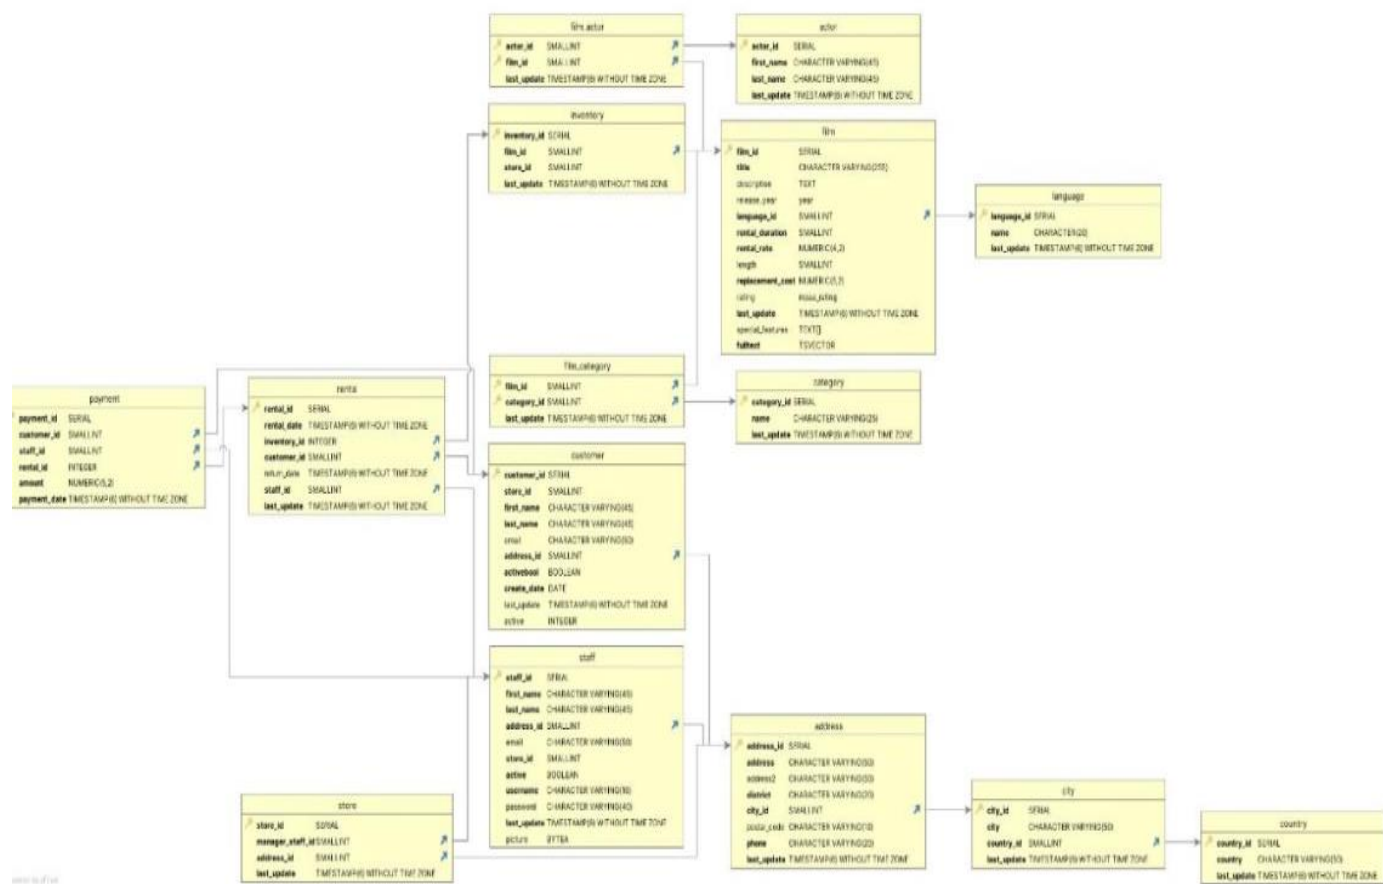 film_actor
actor_id SMALLINT
film_id SMALLINT
last_update TIMESTAMP(6) WITHOUT TIME ZONE
actor
actor_id SERIAL
first_name CHARACTER VARYING(45)
last_name CHARACTER VARYING(45)
last_update TIMESTAMP(6) WITHOUT TIME ZONE
inventory
inventory_id SERIAL
film_id SMALLINT
store_id SMALLINT
last_update TIMESTAMP(6) WITHOUT TIME ZONE
film
film_id SERIAL
title CHARACTER VARYING(255)
description TEXT
release_year year
language_id SMALLINT
rental_duration SMALLINT
rental_rate NUMERIC(4,2)
length SMALLINT
replacement_cost NUMERIC(5,2)
rating mpaa_rating
last_update TIMESTAMP(6) WITHOUT TIME ZONE
special_features TEXT[]
fulltext TSVECTOR
language
language_id SERIAL
name CHARACTER(20)
last_update TIMESTAMP(6) WITHOUT TIME ZONE
film_category
film_id SMALLINT
category_id SMALLINT
last_update TIMESTAMP(6) WITHOUT TIME ZONE
category
category_id SERIAL
name CHARACTER VARYING(25)
last_update TIMESTAMP(6) WITHOUT TIME ZONE
payment
payment_id SERIAL
customer_id SMALLINT
staff_id SMALLINT
rental_id INTEGER
amount NUMERIC(5,2)
payment_date TIMESTAMP(6) WITHOUT TIME ZONE
rental
rental_id SERIAL
rental_date TIMESTAMP(6) WITHOUT TIME ZONE
inventory_id INTEGER
customer_id SMALLINT
return_date TIMESTAMP(6) WITHOUT TIME ZONE
staff_id SMALLINT
last_update TIMESTAMP(6) WITHOUT TIME ZONE
customer
customer_id SERIAL
store_id SMALLINT
first_name CHARACTER VARYING(45)
last_name CHARACTER VARYING(45)
email CHARACTER VARYING(50)
address_id SMALLINT
activebool BOOLEAN
create_date DATE
last_update TIMESTAMP(6) WITHOUT TIME ZONE
active INTEGER
staff
staff_id SERIAL
first_name CHARACTER VARYING(45)
last_name CHARACTER VARYING(45)
address_id SMALLINT
email CHARACTER VARYING(50)
store_id SMALLINT
active BOOLEAN
username CHARACTER VARYING(16)
password CHARACTER VARYING(40)
last_update TIMESTAMP(6) WITHOUT TIME ZONE
picture BYTEA
store
store_id SERIAL
manager_staff_id SMALLINT
address_id SMALLINT
last_update TIMESTAMP(6) WITHOUT TIME ZONE
address
address_id SERIAL
address CHARACTER VARYING(50)
address2 CHARACTER VARYING(50)
district CHARACTER VARYING(20)
city_id SMALLINT
postal_code CHARACTER VARYING(10)
phone CHARACTER VARYING(20)
last_update TIMESTAMP(6) WITHOUT TIME ZONE
city
city_id SERIAL
city CHARACTER VARYING(50)
country_id SMALLINT
last_update TIMESTAMP(6) WITHOUT TIME ZONE
country
country_id SERIAL
country CHARACTER VARYING(50)
last_update TIMESTAMP(6) WITHOUT TIME ZONE